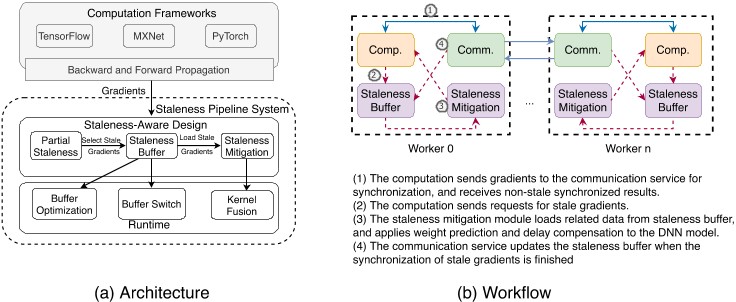 Computation Frameworks
TensorFlow
MXNet
PyTorch
Backward and Forward Propagation
Gradients
Staleness Pipeline System
Staleness-Aware Design
Partial
Staleness
Select Stale
Gradients
Staleness
Buffer
Load Stale
Gradients
Staleness
Mitigation
Buffer
Optimization
Buffer Switch
Kernel
Fusion
Runtime
(a) Architecture
1
Comp.
4
Comm.
2
Staleness
Buffer
3
Staleness
Mitigation
Worker 0
...
Comm.
Comp.
Staleness
Mitigation
Staleness
Buffer
Worker n
(1) The computation sends gradients to the communication service for
synchronization, and receives non-stale synchronized results.
(2) The computation sends requests for stale gradients.
(3) The staleness mitigation module loads related data from staleness buffer,
and applies weight prediction and delay compensation to the DNN model.
(4) The communication service updates the staleness buffer when the
synchronization of stale gradients is finished
(b) Workflow